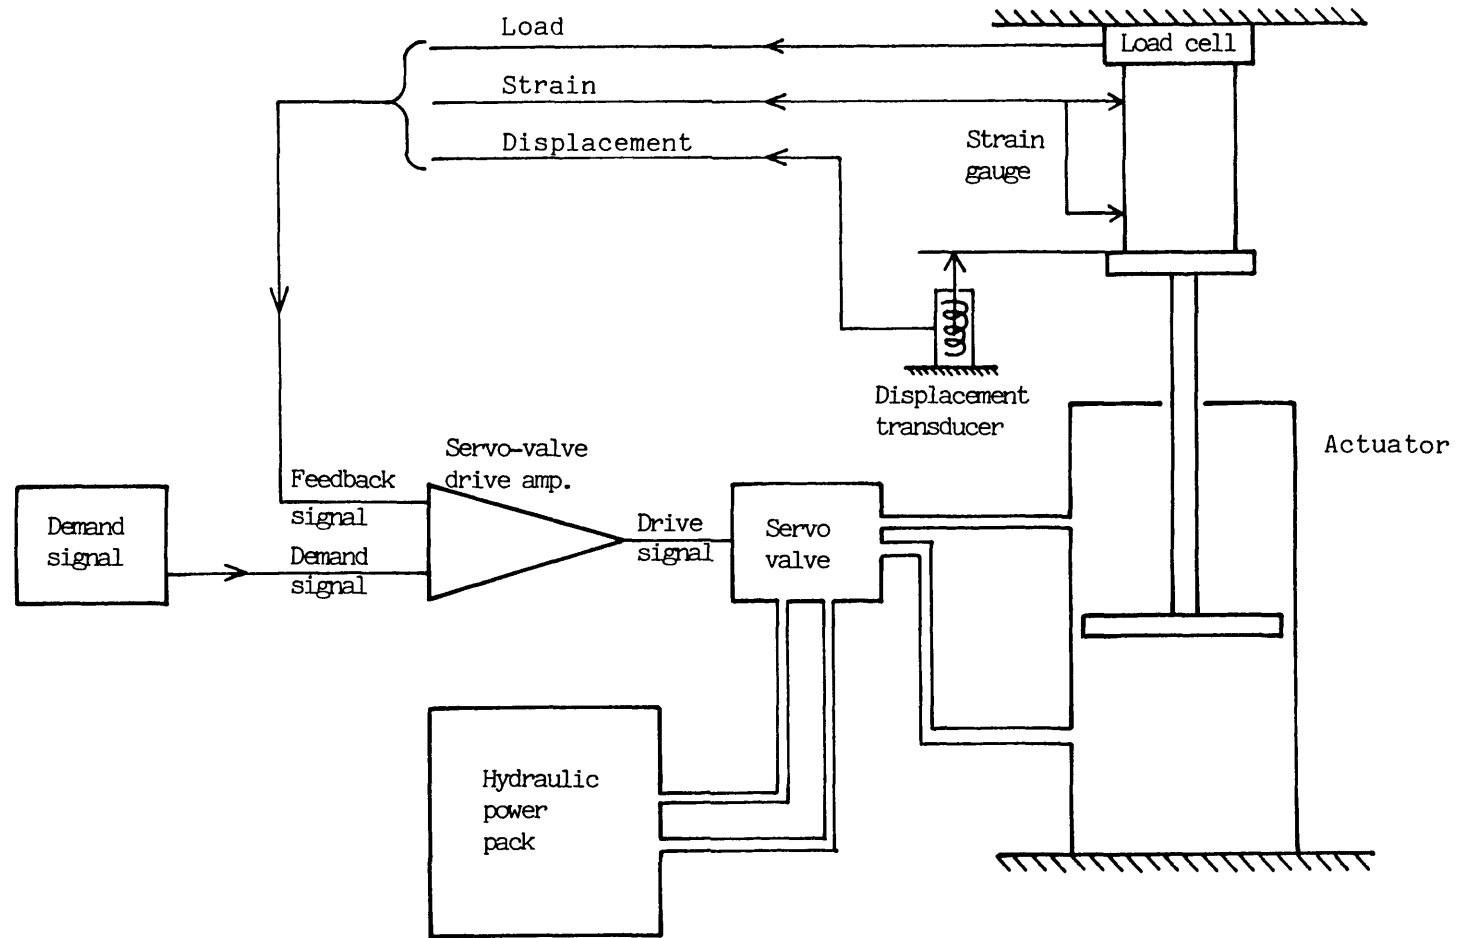 Load
Load cell
Strain
Displacement
Strain
gauge
Displacement
transducer
Actuator
Servo-valve
drive amp.
Feedback
signal
Demand
signal
Demand
signal
Drive
signal
Servo
valve
Hydraulic
power
pack